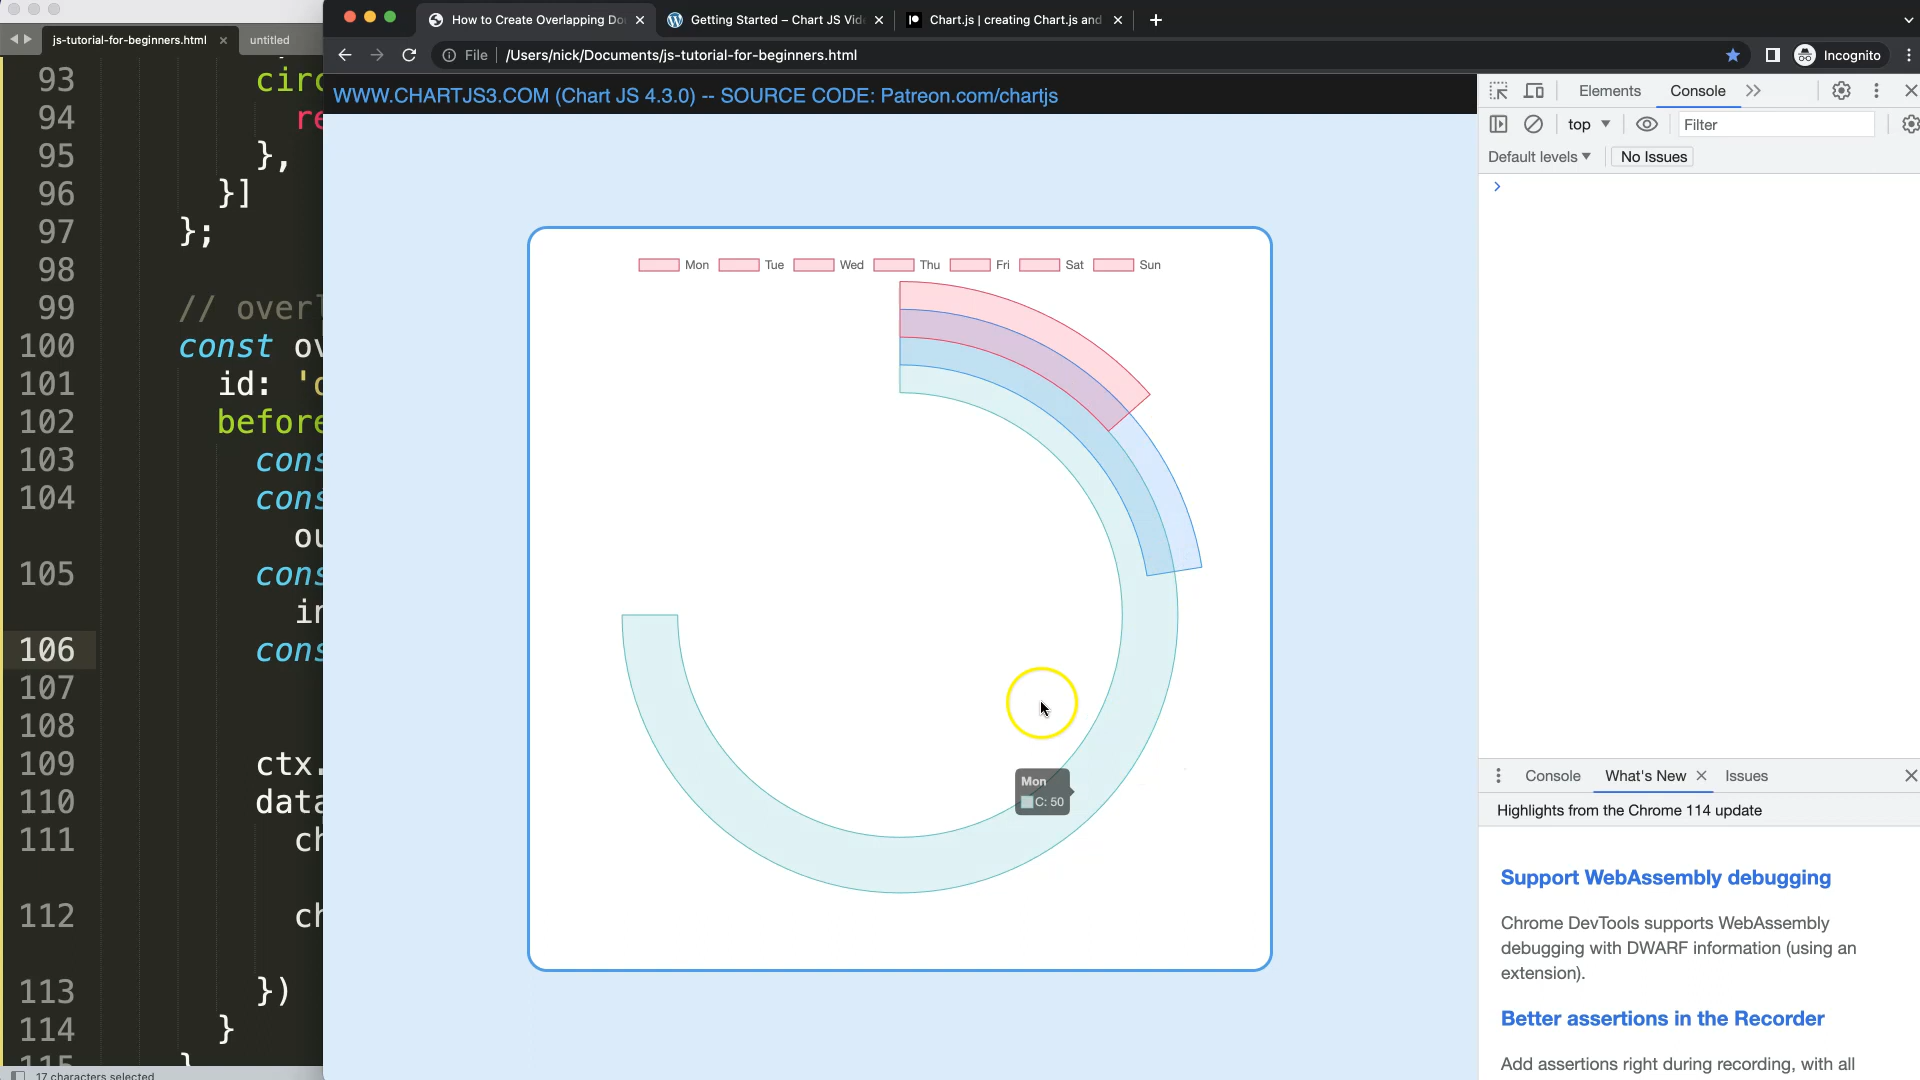 js-tutorial-for-beginners.html
untitled
93 circ
94 re
95 },
96 }]
97 };
98
99 // overl
100 const ov
101 id: 'o
102 before
103 cons
104 cons
ou
105 cons
in
106 cons
107
108
109 ctx.
110 data
111 ch
112 ch
113 })
114 }
115 }
17 characters selected
How to Create Overlapping Do
Getting Started – Chart JS Vid
Chart.js | creating Chart.js and
File /Users/nick/Documents/js-tutorial-for-beginners.html
Incognito
WWW.CHARTJS3.COM (Chart JS 4.3.0) -- SOURCE CODE: Patreon.com/chartjs
Mon Tue Wed Thu Fri Sat Sun
Mon
C: 50
Elements Console
top Filter
Default levels No Issues
Console What's New Issues
Highlights from the Chrome 114 update
Support WebAssembly debugging
Chrome DevTools supports WebAssembly
debugging with DWARF information (using an
extension).
Better assertions in the Recorder
Add assertions right during recording, with all